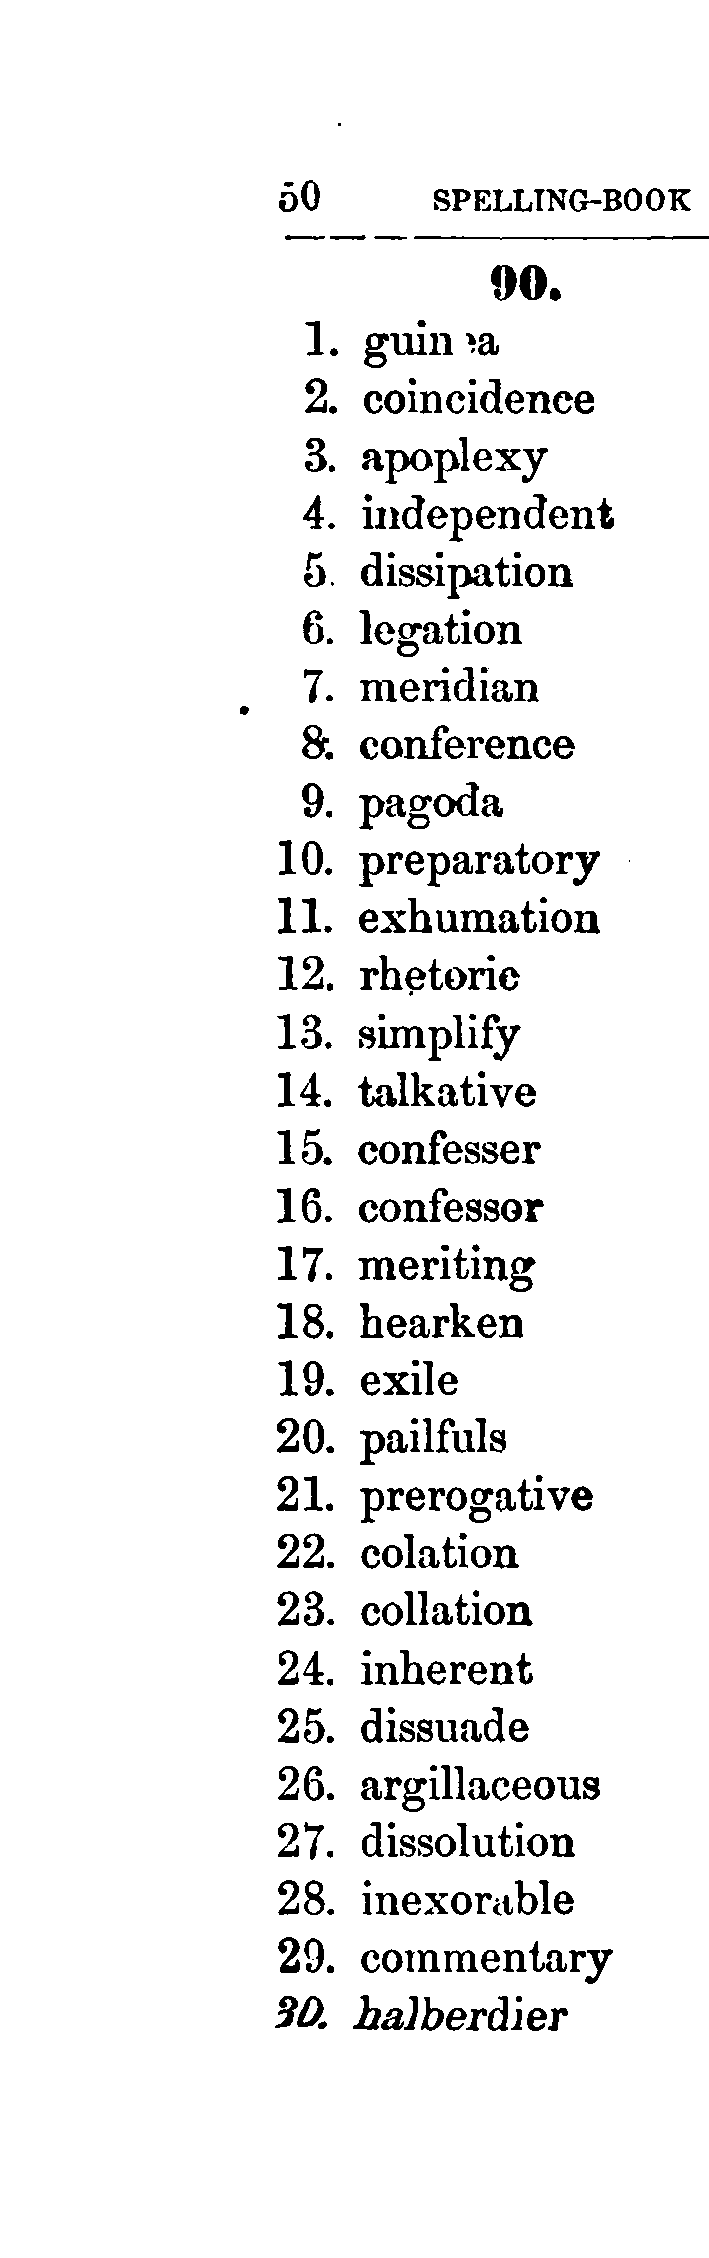 50 SPELLING-BOOK
90.
1. guinea
2. coincidence
3. apoplexy
4. independent
5. dissipation
6. legation
7. meridian
8. conference
9. pagoda
10. preparatory
11. exhumation
12. rhetoric
13. simplify
14. talkative
15. confesser
16. confessor
17. meriting
18. hearken
19. exile
20. pailfuls
21. prerogative
22. colation
23. collation
24. inherent
25. dissuade
26. argillaceous
27. dissolution
28. inexorable
29. commentary
30. halberdier